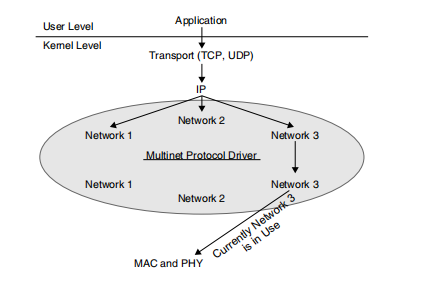 User Level
Application
Kernel Level
Transport (TCP, UDP)
IP
Network 2
Network 1
Network 3
Multinet Protocol Driver
Network 1
Network 3
Network 2
Currently Network 3
is in Use
MAC and PHY